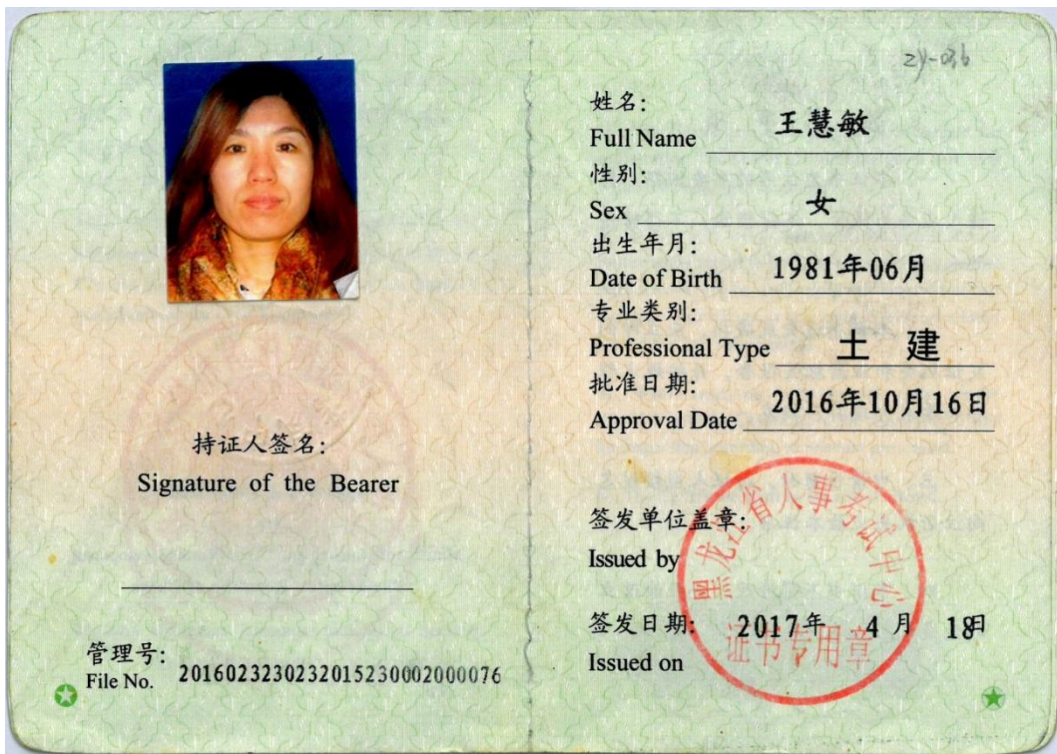 持证人签名:
Signature of the Bearer
管理号:
File No. 2016023230232015230002000076
zy-036
姓名: 王慧敏
Full Name
性别: 女
Sex
出生年月: 1981年06月
Date of Birth
专业类别: 土 建
Professional Type
批准日期: 2016年10月16日
Approval Date
签发单位盖章:
Issued by
黑龙江省人事考试中心
证书专用章
签发日期: 2017年 4月 18日
Issued on